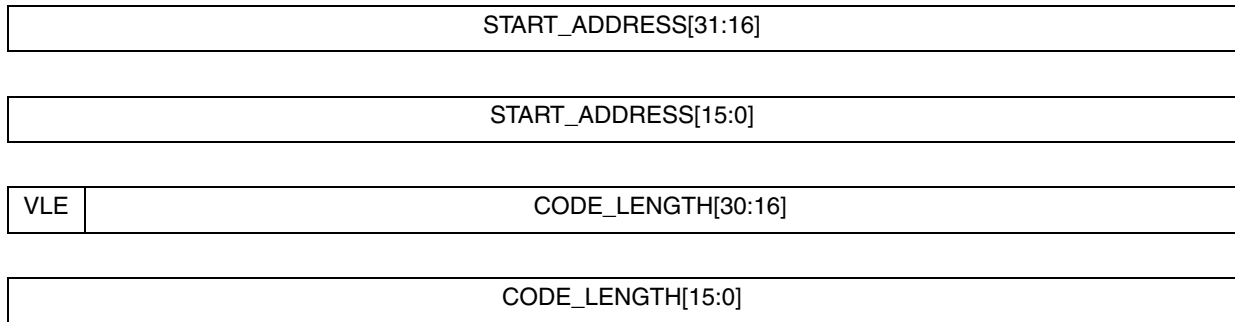 START_ADDRESS[31:16]
START_ADDRESS[15:0]
VLE CODE_LENGTH[30:16]
CODE_LENGTH[15:0]